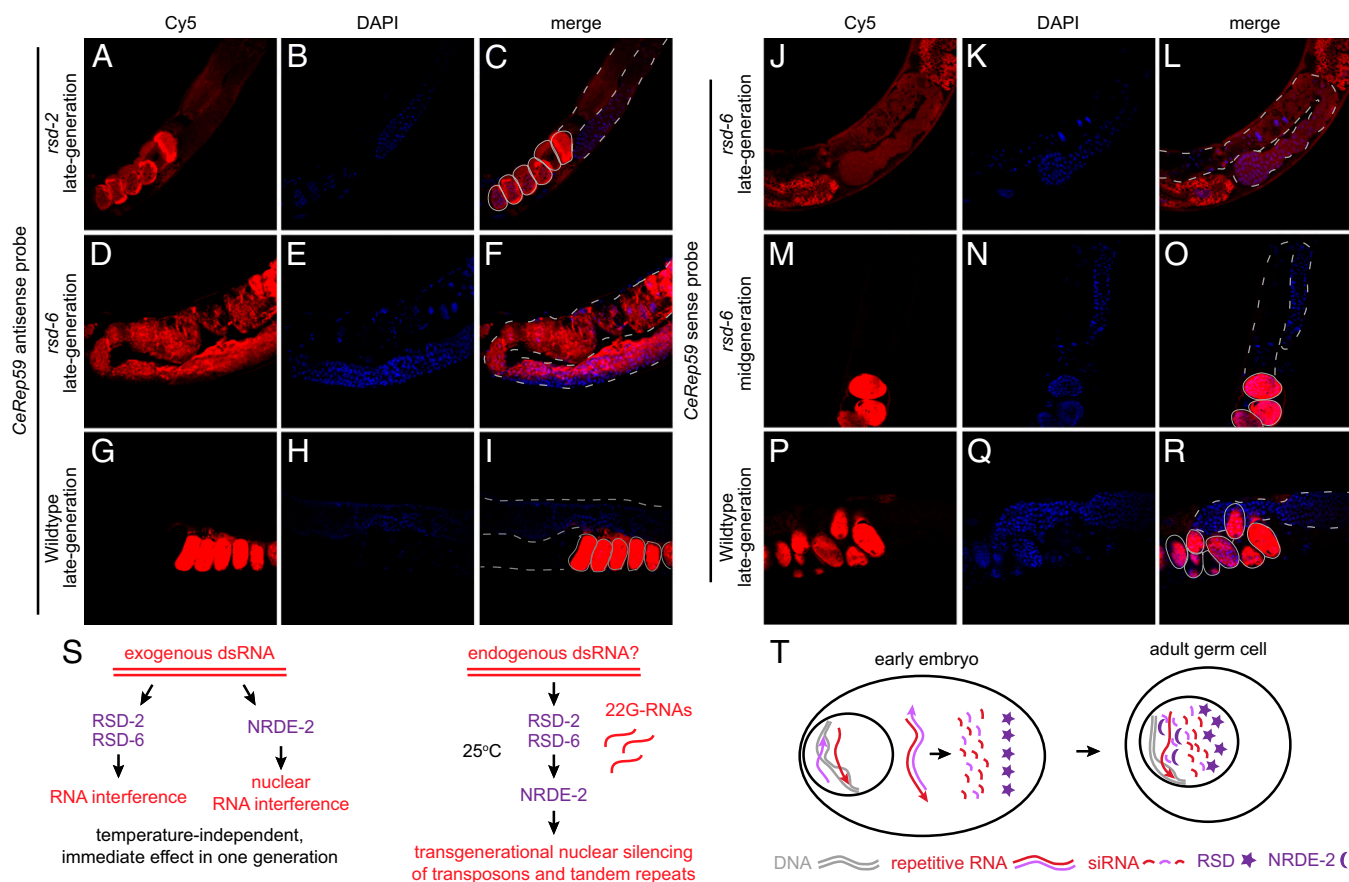 Cy5 DAPI merge
Cy5 DAPI merge
CeRep59 antisense probe
rsd-2
late-generation
A B C
rsd-6
late-generation
D E F
Wildtype
late-generation
G H I
CeRep59 sense probe
rsd-6
late-generation
J K L
rsd-6
midgeneration
M N O
Wildtype
late-generation
P Q R
S
exogenous dsRNA
RSD-2
RSD-6
NRDE-2
RNA interference
nuclear
RNA interference
temperature-independent,
immediate effect in one generation
endogenous dsRNA?
RSD-2
RSD-6
22G-RNAs
25°C
NRDE-2
transgenerational nuclear silencing
of transposons and tandem repeats
T
early embryo
adult germ cell
DNA repetitive RNA siRNA RSD NRDE-2